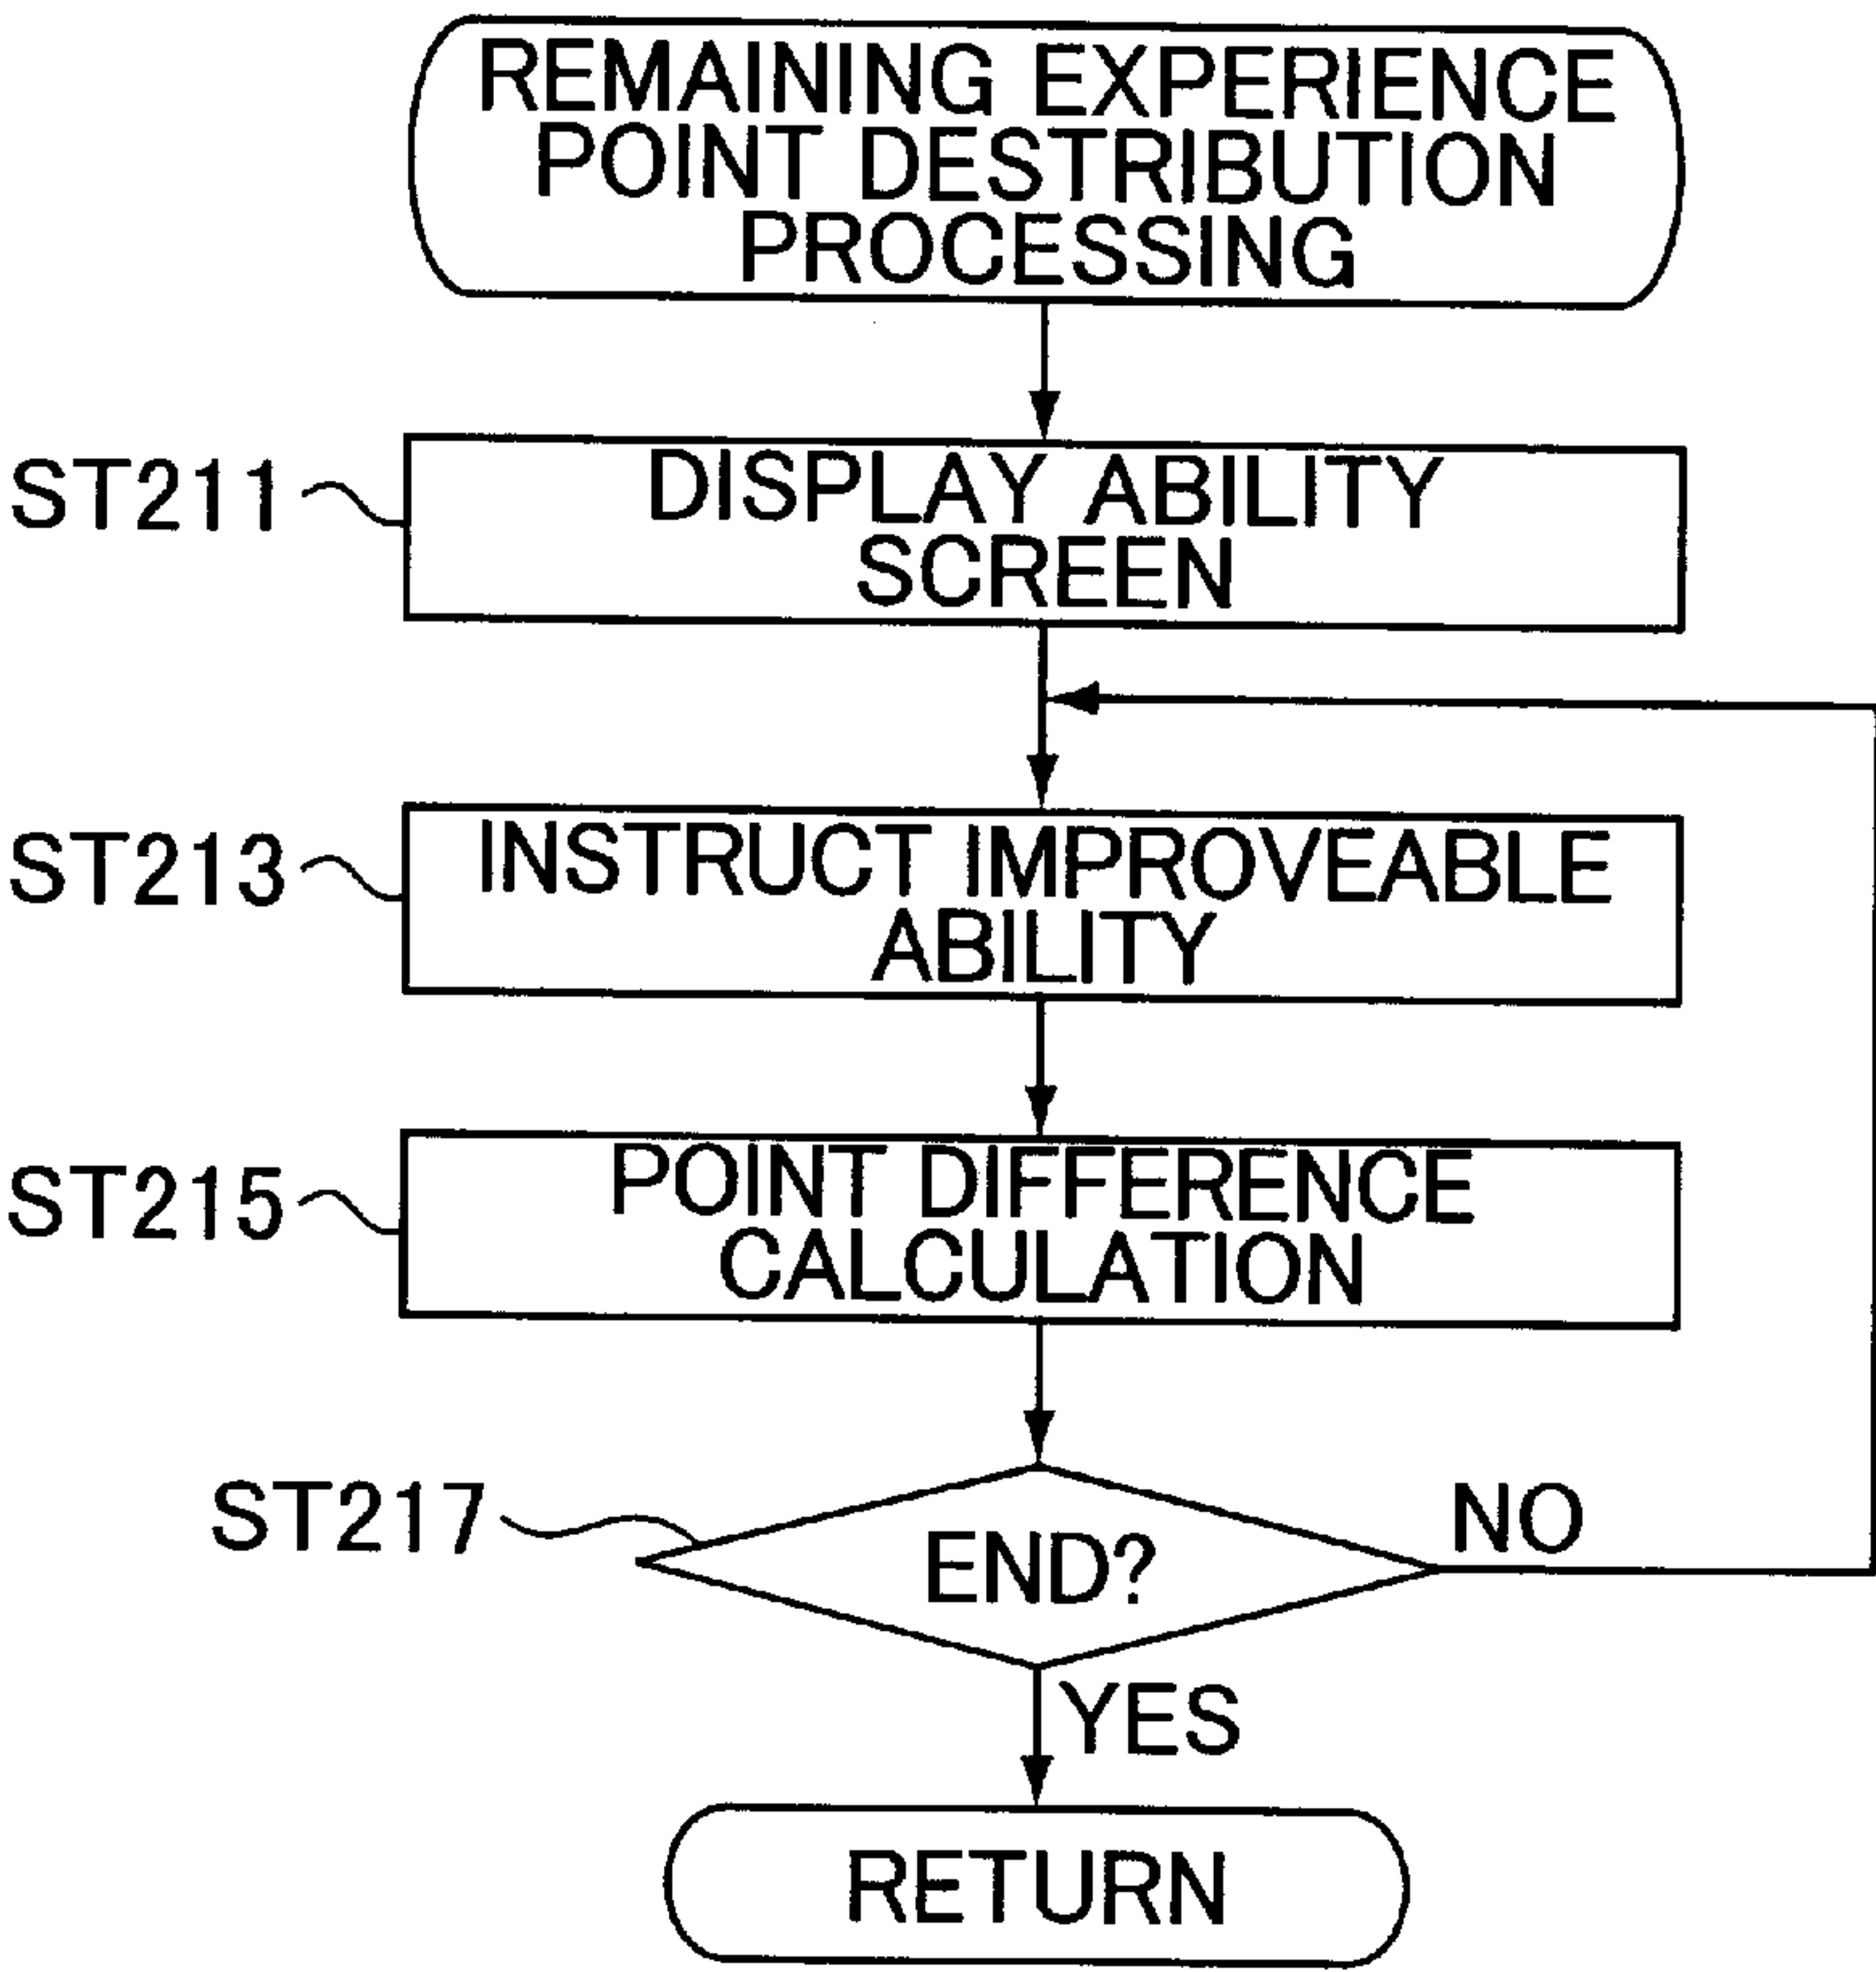 REMAINING EXPERIENCE
POINT DESTRIBUTION
PROCESSING
ST211
DISPLAY ABILITY
SCREEN
ST213
INSTRUCT IMPROVEABLE
ABILITY
ST215
POINT DIFFERENCE
CALCULATION
ST217
END?
NO
YES
RETURN